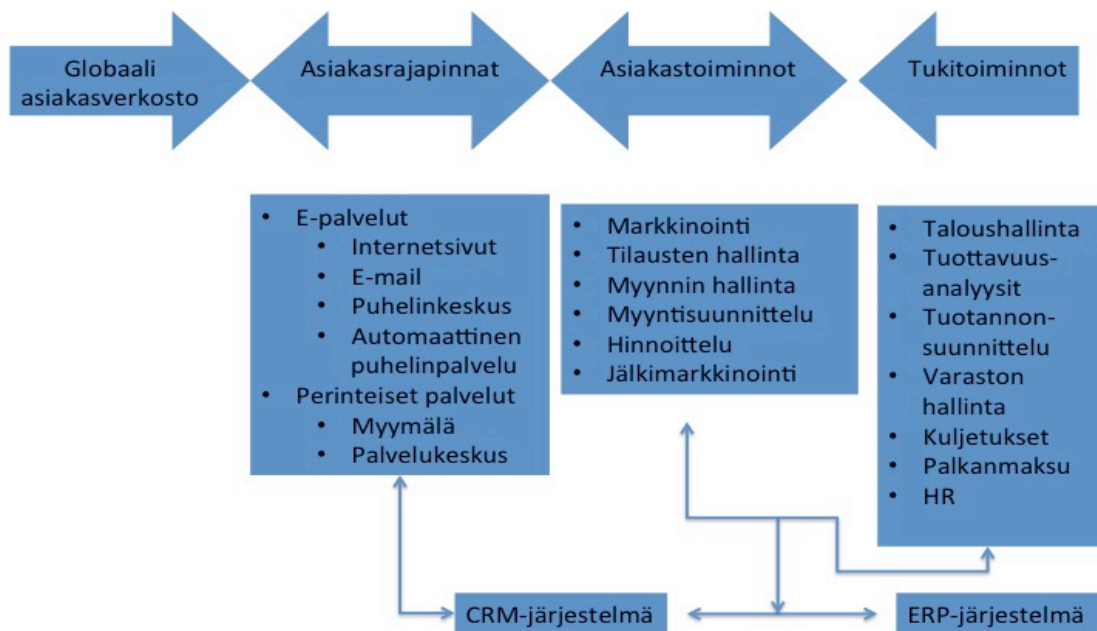 Globaali
asiakasverkosto
Asiakasrajapinnat
Asiakastoiminnot
Tukitoiminnot
• E-palvelut
• Internetsivut
• E-mail
• Puhelinkeskus
• Automaattinen
puhelinpalvelu
• Perinteiset palvelut
• Myymälä
• Palvelukeskus
• Markkinointi
• Tilausten hallinta
• Myynnin hallinta
• Myyntisuunnittelu
• Hinnoittelu
• Jälkimarkkinointi
• Taloushallinta
• Tuottavuus-
analyysit
• Tuotannon-
suunnittelu
• Varaston
hallinta
• Kuljetukset
• Palkanmaksu
• HR
CRM-järjestelmä
ERP-järjestelmä